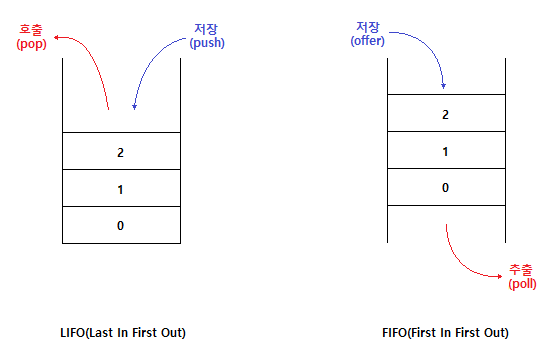 호출
(pop)
저장
(push)
2
1
0
LIFO(Last In First Out)
저장
(offer)
2
1
0
추출
(poll)
FIFO(First In First Out)